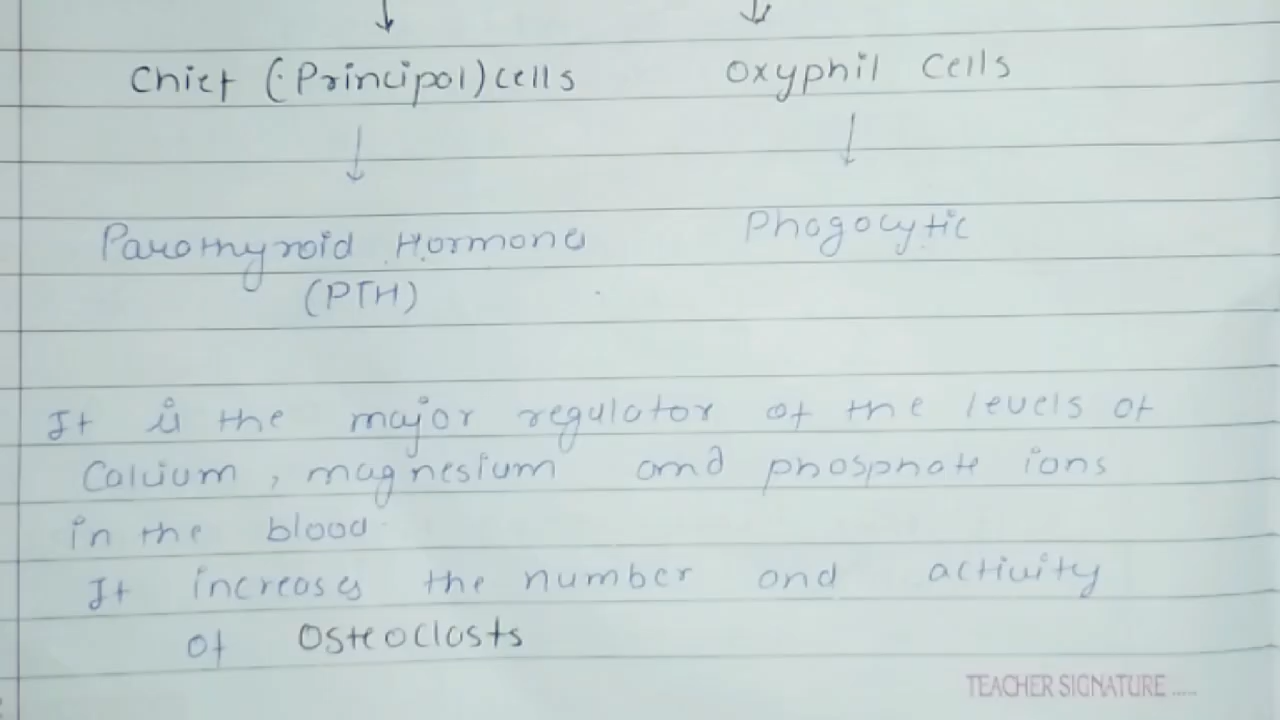 Chief (Principal) cells Oxyphil Cells
Parathyroid Hormone Phagocytic
(PTH)
It is the major regulator of the levels of
Calcium, magnesium and phosphate ions
in the blood.
It increases the number and activity
of Osteoclasts
TEACHER SIGNATURE .....